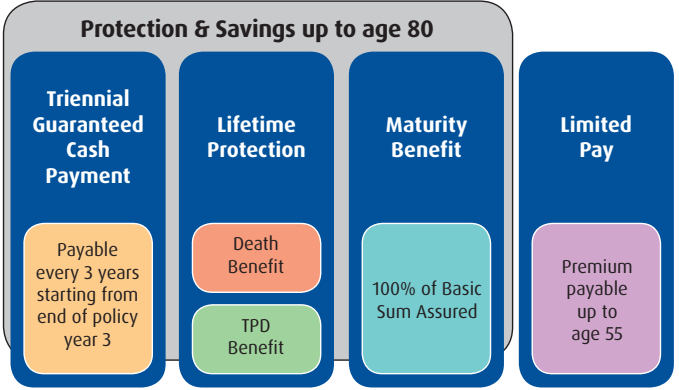 Protection & Savings up to age 80
Triennial
Guaranteed
Cash
Payment
Payable
every 3 years
starting from
end of policy
year 3
Lifetime
Protection
Death
Benefit
TPD
Benefit
Maturity
Benefit
100% of Basic
Sum Assured
Limited
Pay
Premium
payable
up to
age 55